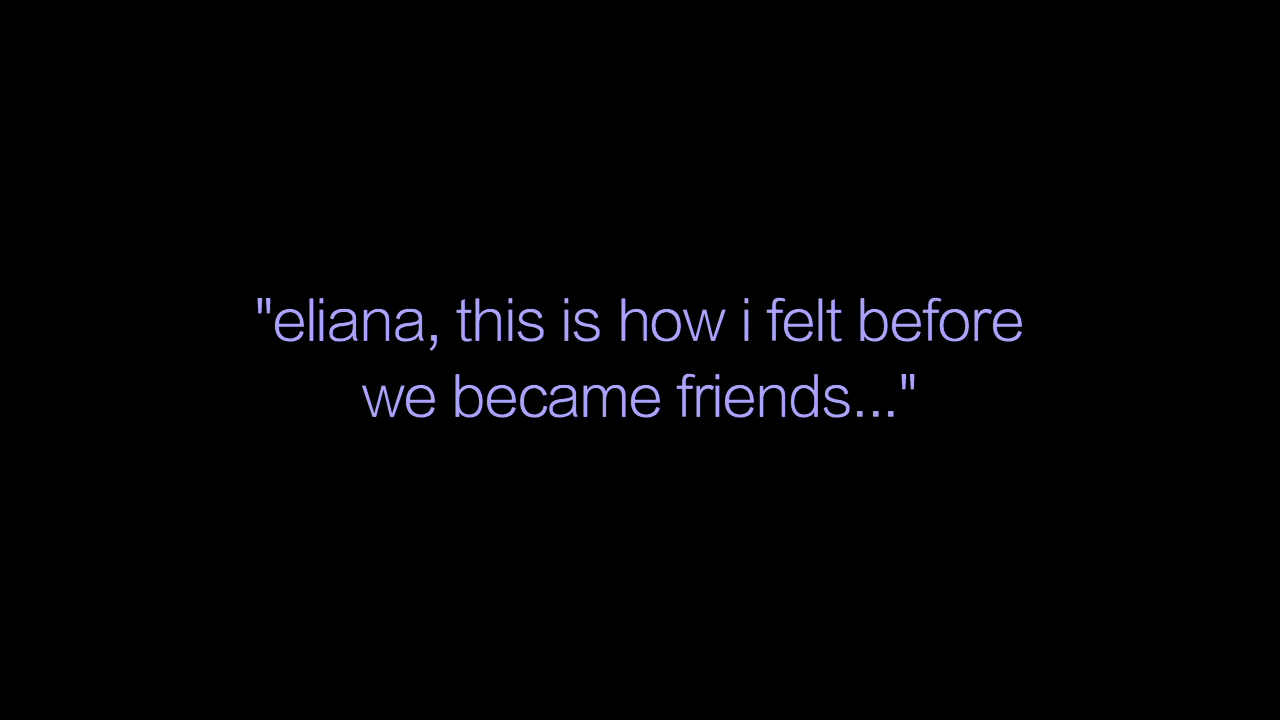 "eliana, this is how i felt before
we became friends..."